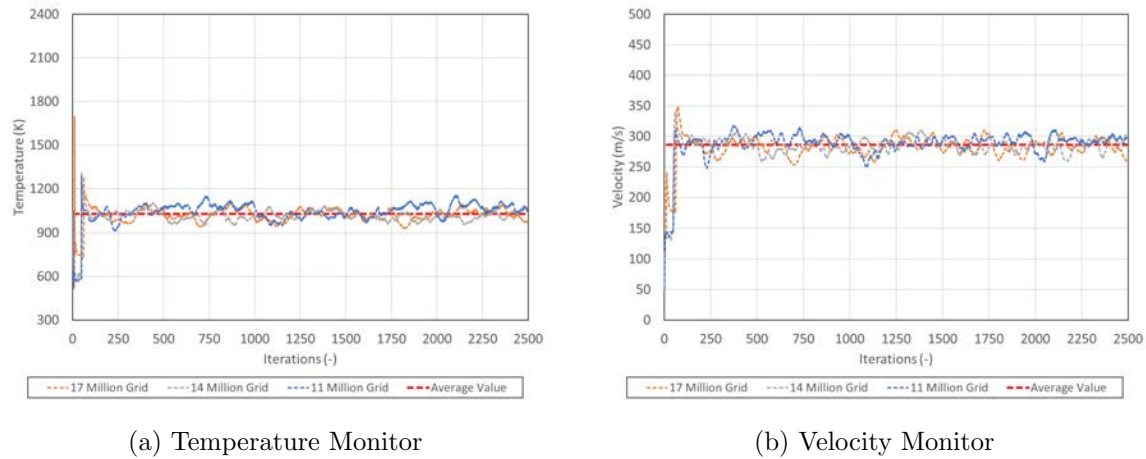 2400
2100
1800
1500
1200
900
600
300
Temperature (K)
0 250 500 750 1000 1250 1500 1750 2000 2250 2500
Iterations (-)
17 Million Grid 14 Million Grid 11 Million Grid Average Value
(a) Temperature Monitor
500
450
400
350
300
250
200
150
100
50
0
Velocity (m/s)
0 250 500 750 1000 1250 1500 1750 2000 2250 2500
Iterations (-)
17 Million Grid 14 Million Grid 11 Million Grid Average Value
(b) Velocity Monitor